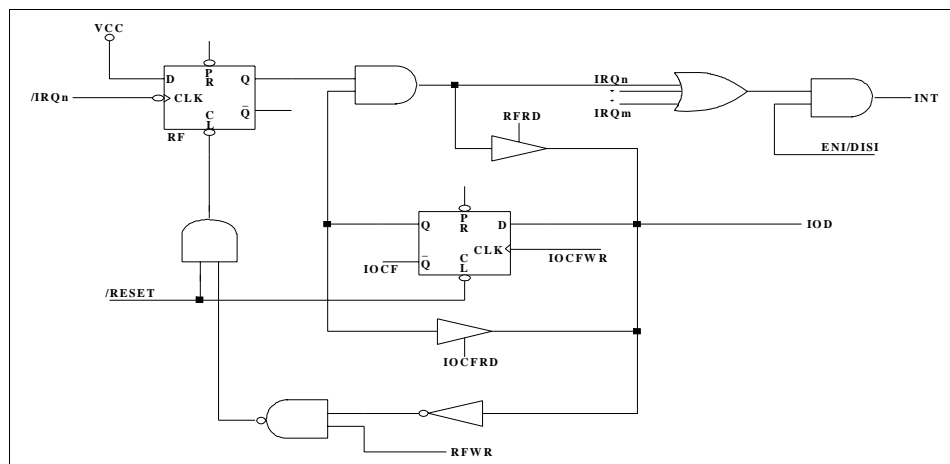 VCC
D
P
R
Q
/IRQn
CLK
C
L
Q
RF
IRQn
IRQm
INT
RFRD
ENI/DISI
Q
P
R
D
IOD
CLK
IOCF
Q
C
L
IOCFWR
/RESET
IOCFRD
RFWR